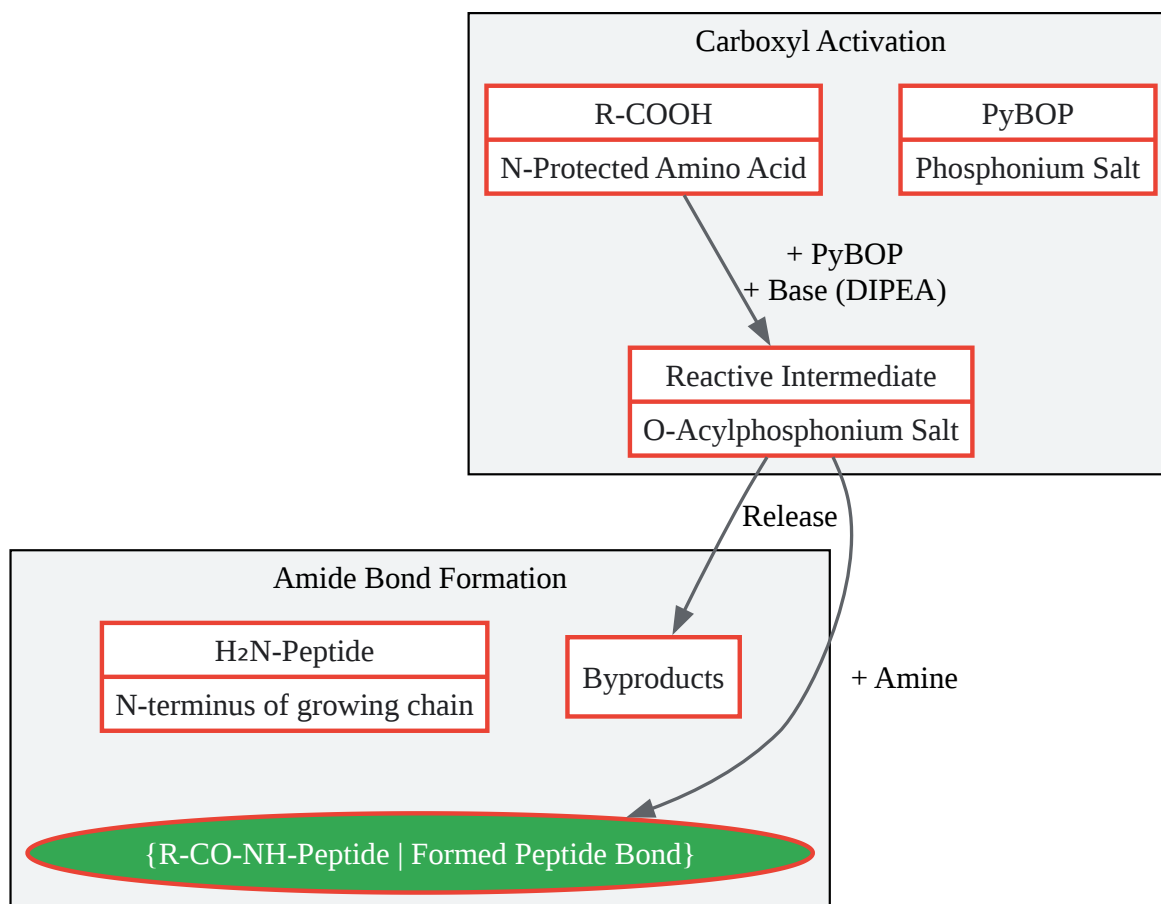 Carboxyl Activation
R-COOH
N-Protected Amino Acid
PyBOP
Phosphonium Salt
+ PyBOP
+ Base (DIPEA)
Reactive Intermediate
O-Acylphosphonium Salt
Release
Amide Bond Formation
H₂N-Peptide
N-terminus of growing chain
Byproducts
+ Amine
{R-CO-NH-Peptide | Formed Peptide Bond}